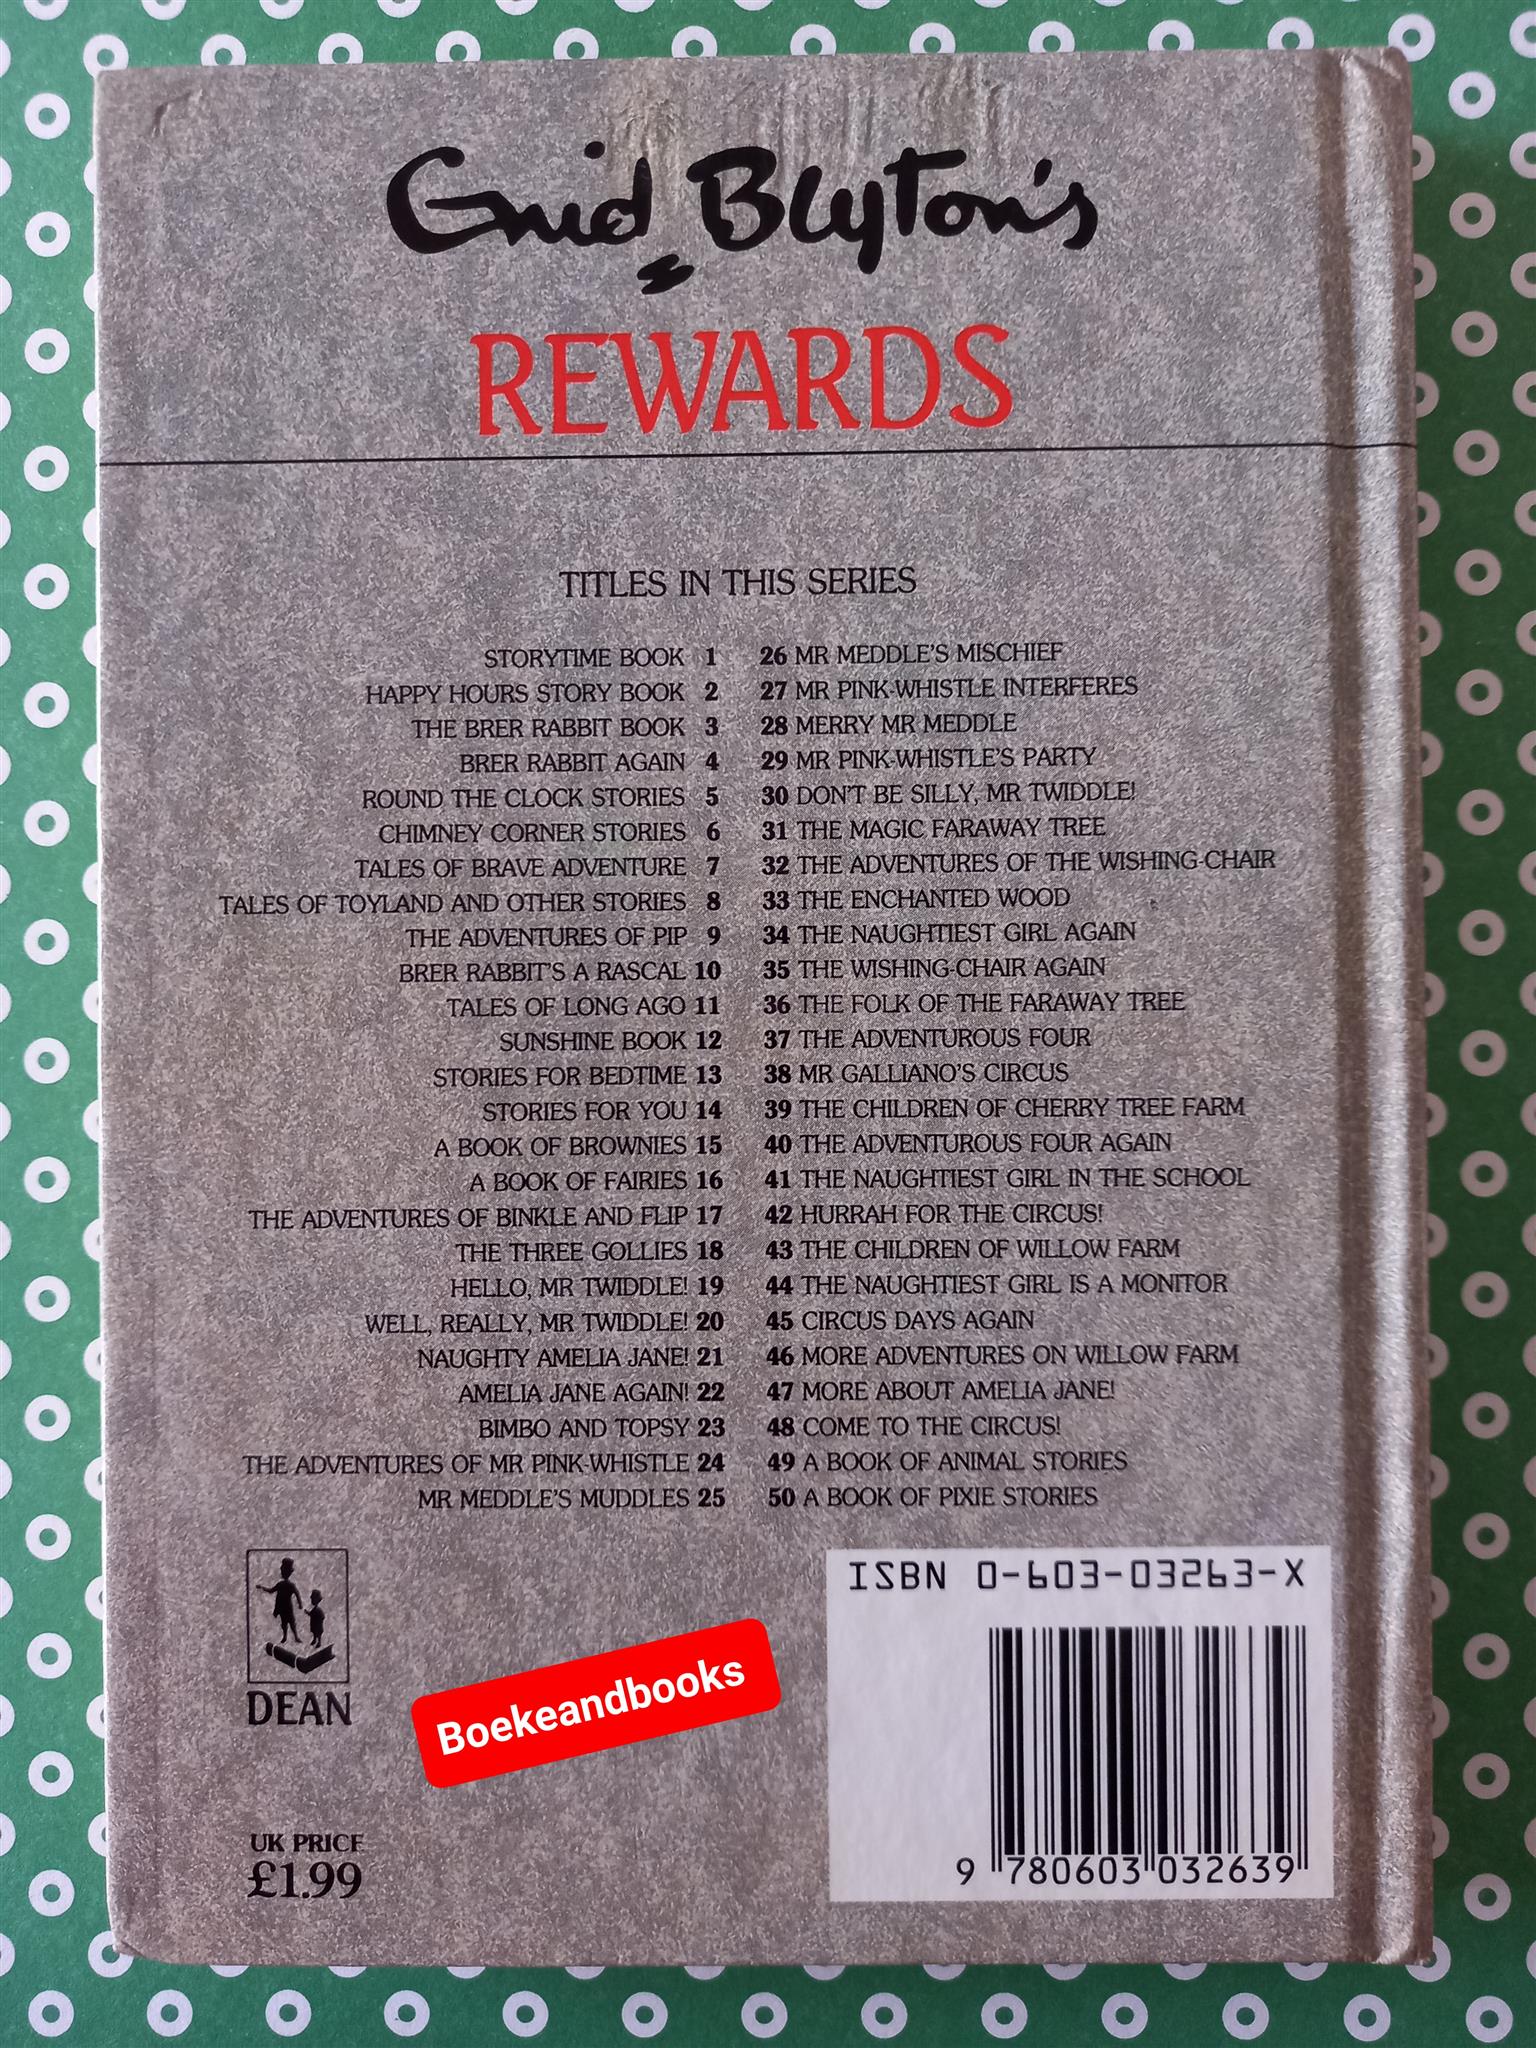 Enid Blyton's
REWARDS
TITLES IN THIS SERIES
STORYTIME BOOK 1
HAPPY HOURS STORY BOOK 2
THE BRER RABBIT BOOK 3
BRER RABBIT AGAIN 4
ROUND THE CLOCK STORIES 5
CHIMNEY CORNER STORIES 6
TALES OF BRAVE ADVENTURE 7
TALES OF TOYLAND AND OTHER STORIES 8
THE ADVENTURES OF PIP 9
BRER RABBIT'S A RASCAL 10
TALES OF LONG AGO 11
SUNSHINE BOOK 12
STORIES FOR BEDTIME 13
STORIES FOR YOU 14
A BOOK OF BROWNIES 15
A BOOK OF FAIRIES 16
THE ADVENTURES OF BINKLE AND FLIP 17
THE THREE GOLLIES 18
HELLO, MR TWIDDLE! 19
WELL, REALLY, MR TWIDDLE! 20
NAUGHTY AMELIA JANE! 21
AMELIA JANE AGAIN! 22
BIMBO AND TOPSY 23
THE ADVENTURES OF MR PINK-WHISTLE 24
MR MEDDLE'S MUDDLES 25
26 MR MEDDLE'S MISCHIEF
27 MR PINK-WHISTLE INTERFERES
28 MERRY MR MEDDLE
29 MR PINK-WHISTLE'S PARTY
30 DON'T BE SILLY, MR TWIDDLE!
31 THE MAGIC FARAWAY TREE
32 THE ADVENTURES OF THE WISHING-CHAIR
33 THE ENCHANTED WOOD
34 THE NAUGHTIEST GIRL AGAIN
35 THE WISHING-CHAIR AGAIN
36 THE FOLK OF THE FARAWAY TREE
37 THE ADVENTUROUS FOUR
38 MR GALLIANO'S CIRCUS
39 THE CHILDREN OF CHERRY TREE FARM
40 THE ADVENTUROUS FOUR AGAIN
41 THE NAUGHTIEST GIRL IN THE SCHOOL
42 HURRAH FOR THE CIRCUS!
43 THE CHILDREN OF WILLOW FARM
44 THE NAUGHTIEST GIRL IS A MONITOR
45 CIRCUS DAYS AGAIN
46 MORE ADVENTURES ON WILLOW FARM
47 MORE ABOUT AMELIA JANE!
48 COME TO THE CIRCUS!
49 A BOOK OF ANIMAL STORIES
50 A BOOK OF PIXIE STORIES
DEAN
Boekeandbooks
UK PRICE
£1.99
ISBN 0-603-03263-X
9 780603 032639